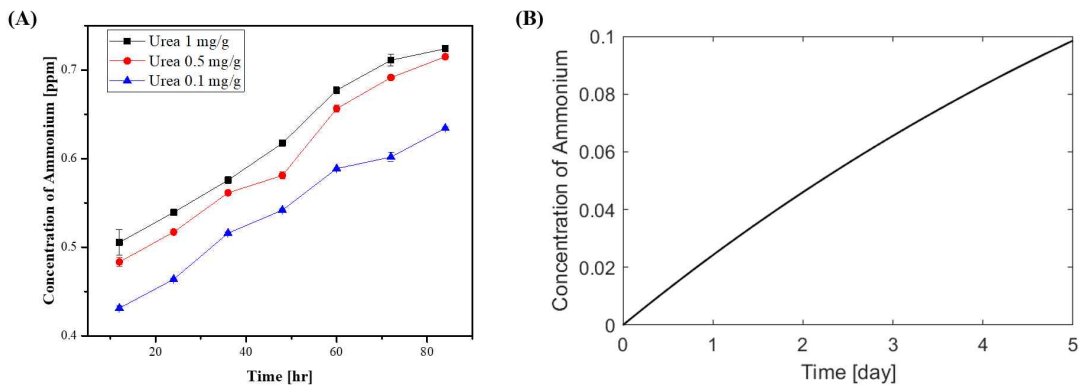 (A)
Urea 1 mg/g
Urea 0.5 mg/g
Urea 0.1 mg/g
Concentration of Ammonium [ppm]
0.7
0.6
0.5
0.4
20 40 60 80
Time [hr]
(B)
Concentration of Ammonium
0.1
0.08
0.06
0.04
0.02
0
0 1 2 3 4 5
Time [day]